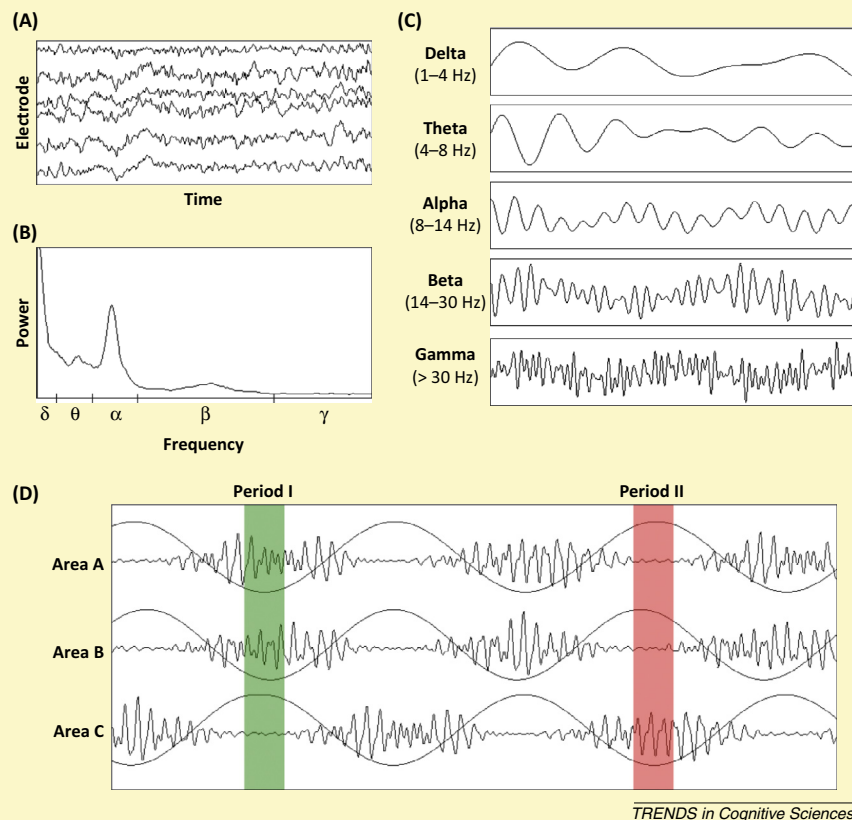 (A)
Electrode
Time
(B)
Power
δ θ α β γ
Frequency
(C)
Delta
(1–4 Hz)
Theta
(4–8 Hz)
Alpha
(8–14 Hz)
Beta
(14–30 Hz)
Gamma
(> 30 Hz)
(D)
Period I Period II
Area A
Area B
Area C
TRENDS in Cognitive Sciences